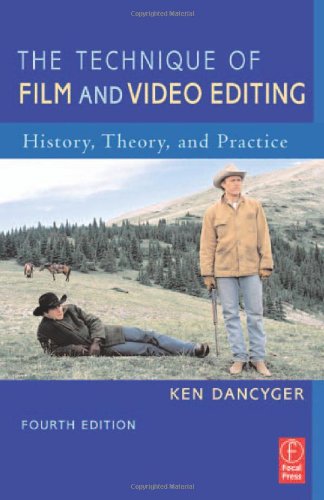 THE TECHNIQUE OF
FILM AND VIDEO EDITING
History, Theory, and Practice
KEN DANCYGER
FOURTH EDITION
Focal Press